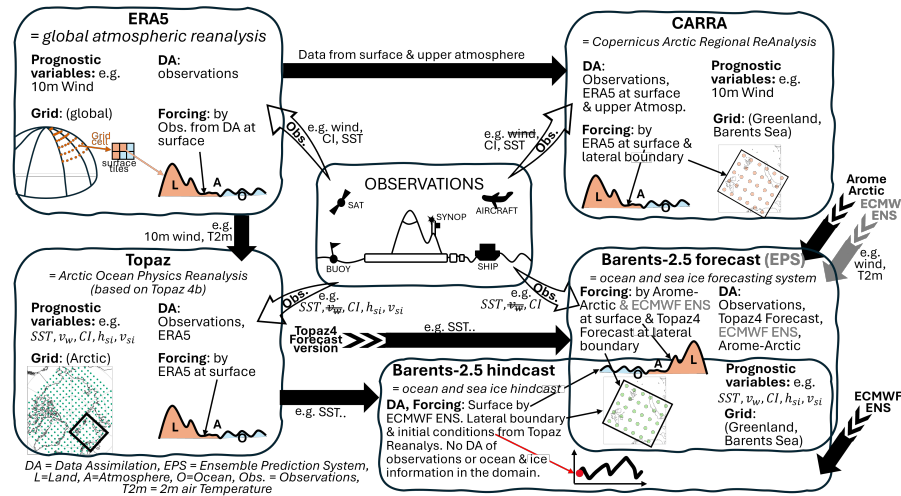 ERA5
= global atmospheric reanalysis
Prognostic
variables: e.g.
10m Wind
DA:
observations
Grid: (global)
Grid
cell
surface
tiles
Forcing: by
Obs. from DA at
surface
L
A
O
Data from surface & upper atmosphere
CARRA
= Copernicus Arctic Regional ReAnalysis
DA:
Observations,
ERA5 at surface
& upper Atmosp.
Prognostic
variables: e.g.
10m Wind
Forcing: by
ERA5 at surface &
lateral boundary
Grid: (Greenland,
Barents Sea)
L
A
O
Obs.
e.g. wind,
CI, SST
Obs.
e.g. wind,
CI, SST
OBSERVATIONS
SAT
AIRCRAFT
SYNOP
BUOY
SHIP
Arome
Arctic
ECMW
ENS
e.g.
wind,
T2m
e.g.
10m wind, T2m
Topaz
= Arctic Ocean Physics Reanalysis
(based on Topaz 4b)
Prognostic
variables: e.g.
SST, v_w, CI, h_si, v_si
DA:
Observations,
ERA5
Grid: (Arctic)
Forcing: by
ERA5 at surface
L
A
O
Obs.
e.g.
SST, v_w, CI, h_si, v_si
Obs.
e.g.
SST, v_w, CI
Topaz4
Forecast
version
e.g. SST..
Barents-2.5 forecast (EPS)
= ocean and sea ice forecasting system
Forcing: by Arome-
Arctic & ECMWF ENS
at surface & Topaz4
Forecast at lateral
boundary
DA:
Observations,
Topaz4 Forecast,
ECMWF ENS,
Arome-Arctic
O
A
L
Prognostic
variables: e.g.
SST, v_w, CI, h_si, v_si
Grid:
(Greenland,
Barents Sea)
ECMWF
ENS
e.g. SST..
Barents-2.5 hindcast
= ocean and sea ice hindcast
DA, Forcing: Surface by
ECMWF ENS. Lateral boundary
& initial conditions from Topaz
Reanalys. No DA of
observations or ocean & ice
information in the domain.
DA = Data Assimilation, EPS = Ensemble Prediction System,
L=Land, A=Atmosphere, O=Ocean, Obs. = Observations,
T2m = 2m air Temperature